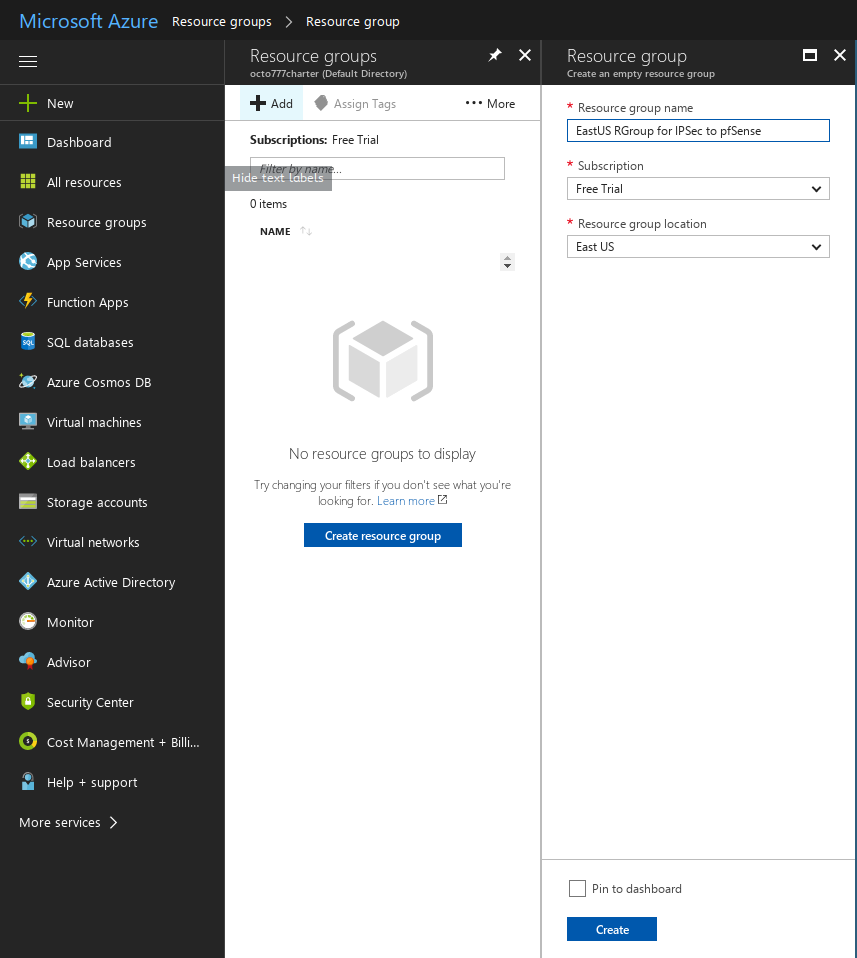 Microsoft Azure Resource groups Resource group
New
Dashboard
All resources
Resource groups
App Services
Function Apps
SQL databases
Azure Cosmos DB
Virtual machines
Load balancers
Storage accounts
Virtual networks
Azure Active Directory
Monitor
Advisor
Security Center
Cost Management + Billi...
Help + support
More services
Resource groups
octo777charter (Default Directory)
Add Assign Tags More
Subscriptions: Free Trial
Filter by name...
Hide text labels
0 items
NAME
No resource groups to display
Try changing your filters if you don't see what you're
looking for. Learn more
Create resource group
Resource group
Create an empty resource group
* Resource group name
EastUS RGroup for IPSec to pfSense
* Subscription
Free Trial
* Resource group location
East US
Pin to dashboard
Create